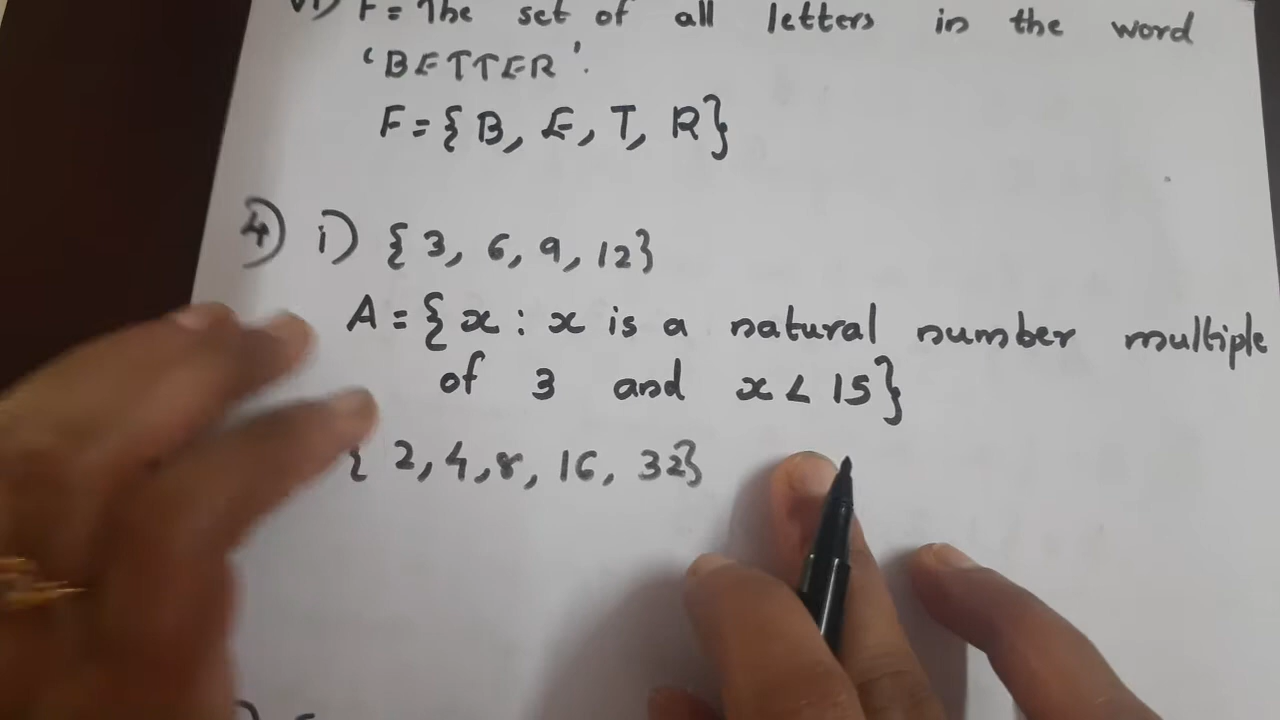 vi) F = The set of all letters in the word
'BETTER'.
F = { B, E, T, R}
4) i) { 3, 6, 9, 12}
A = { x : x is a natural number multiple
of 3 and x < 15}
{ 2, 4, 8, 16, 32}